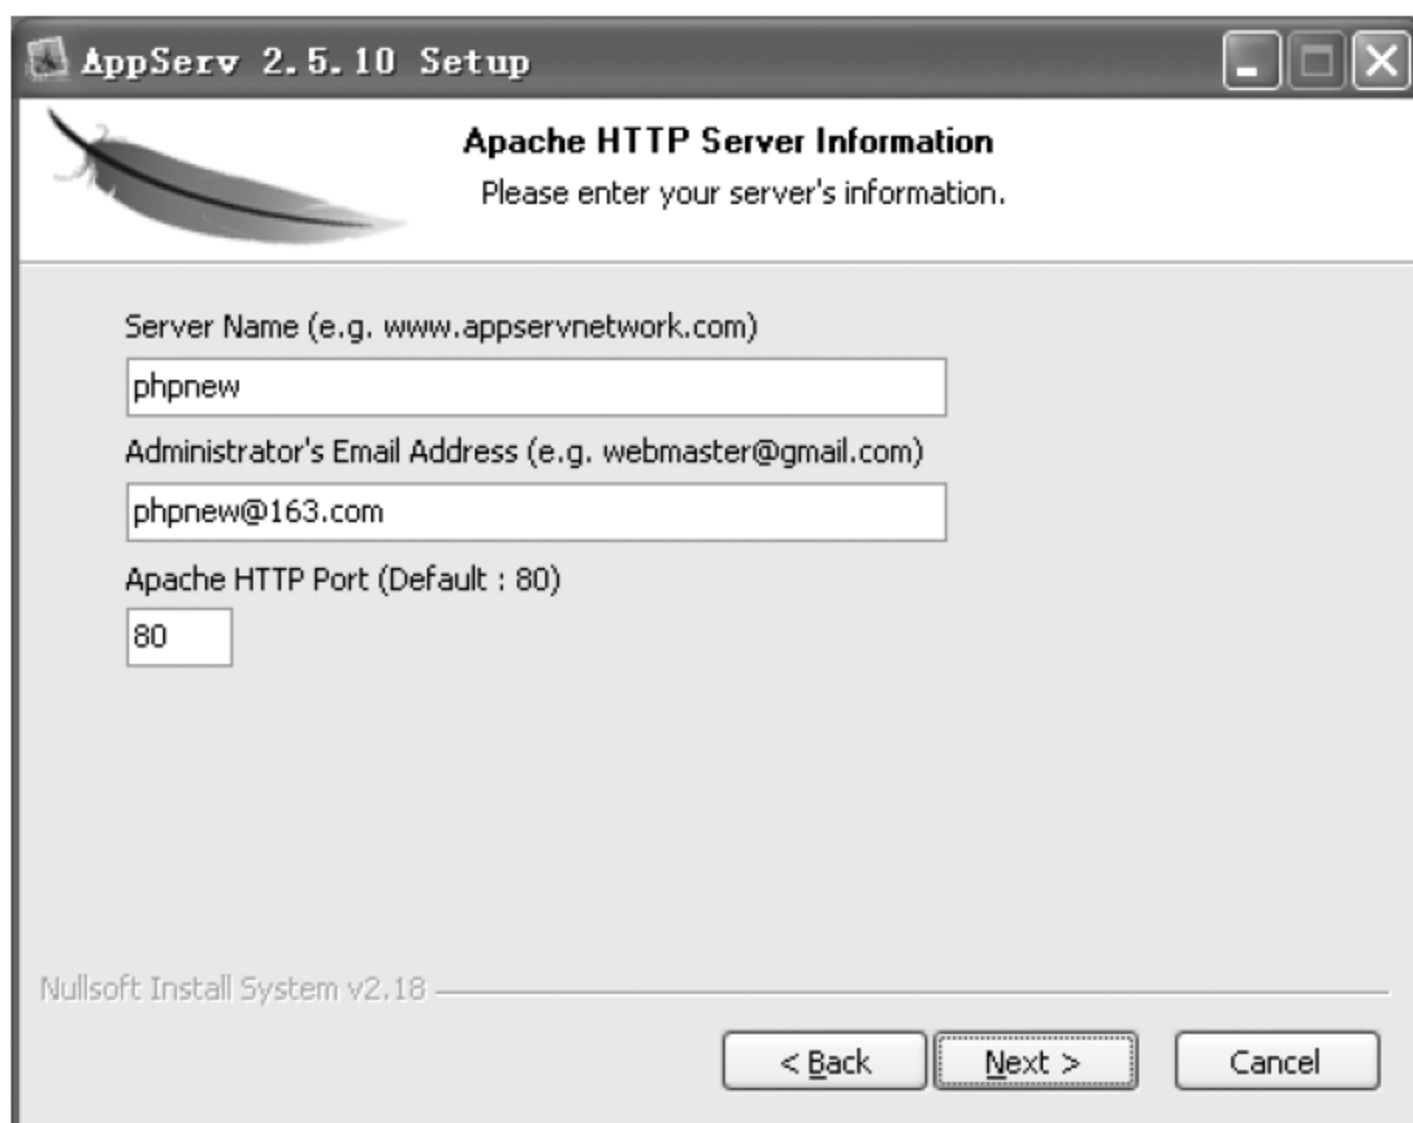 AppServ 2.5.10 Setup
Apache HTTP Server Information
Please enter your server's information.
Server Name (e.g. www.appservnetwork.com)
phpnew
Administrator's Email Address (e.g. webmaster@gmail.com)
phpnew@163.com
Apache HTTP Port (Default : 80)
80
Nullsoft Install System v2.18
< Back
Next >
Cancel